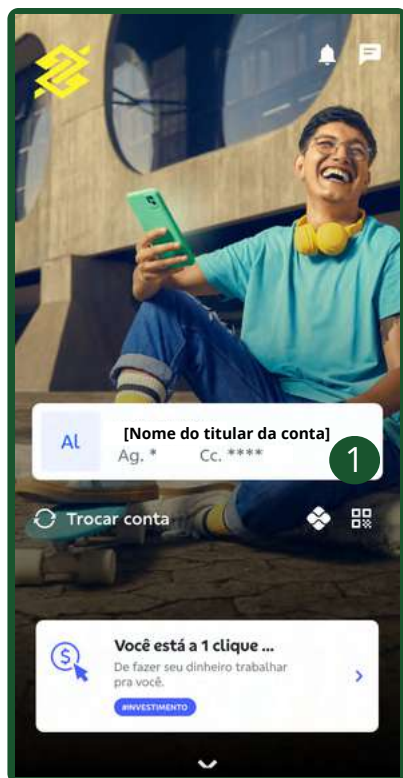 Al
[Nome do titular da conta]
Ag. * Cc. ****
1
Trocar conta
Você está a 1 clique ...
De fazer seu dinheiro trabalhar
pra você.
#INVESTIMENTO